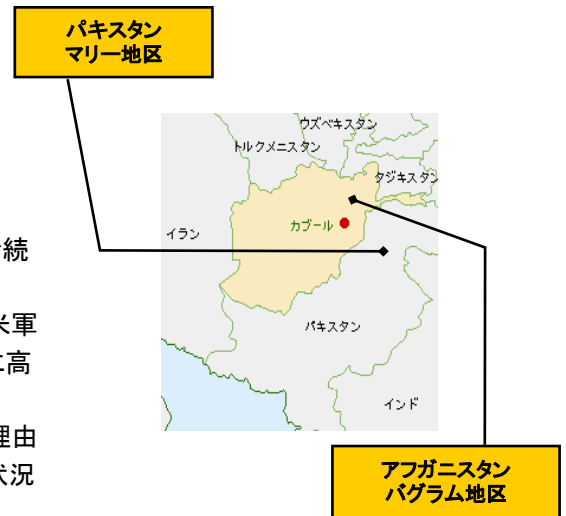 パキスタン
マリー地区
ウズベキスタン
トルクメニスタン
タジキスタン
イラン
カブール
続
米軍
パキスタン
高
インド
理由
状況
アフガニスタン
バグラム地区